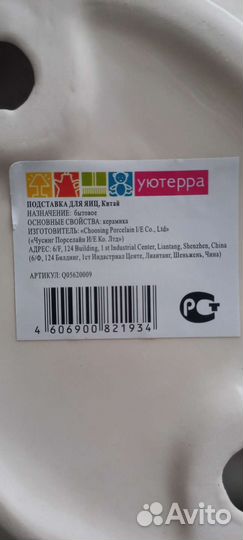 уютерра
ПОДСТАВКА ДЛЯ ЯИЦ, Китай
НАЗНАЧЕНИЕ: бытовое
ОСНОВНЫЕ СВОЙСТВА: керамика
ИЗГОТОВИТЕЛЬ: «Choosing Porcelain I/E Co., Ltd»
(«Чусинг Порселайн И/Е Ко. Лтд»)
АДРЕС: 6/F, 124 Building, 1 st Industrial Center, Liantang, Shenzhen, China
(6/Ф, 124 Билдинг, 1ст Индастриал Центе, Лиантанг, Шеньжень, Чина)
АРТИКУЛ: Q05620009
4 606900 821934
РСТ
Avito